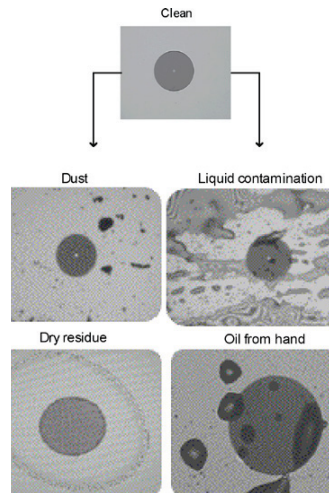 Clean
Dust
Liquid contamination
Dry residue
Oil from hand